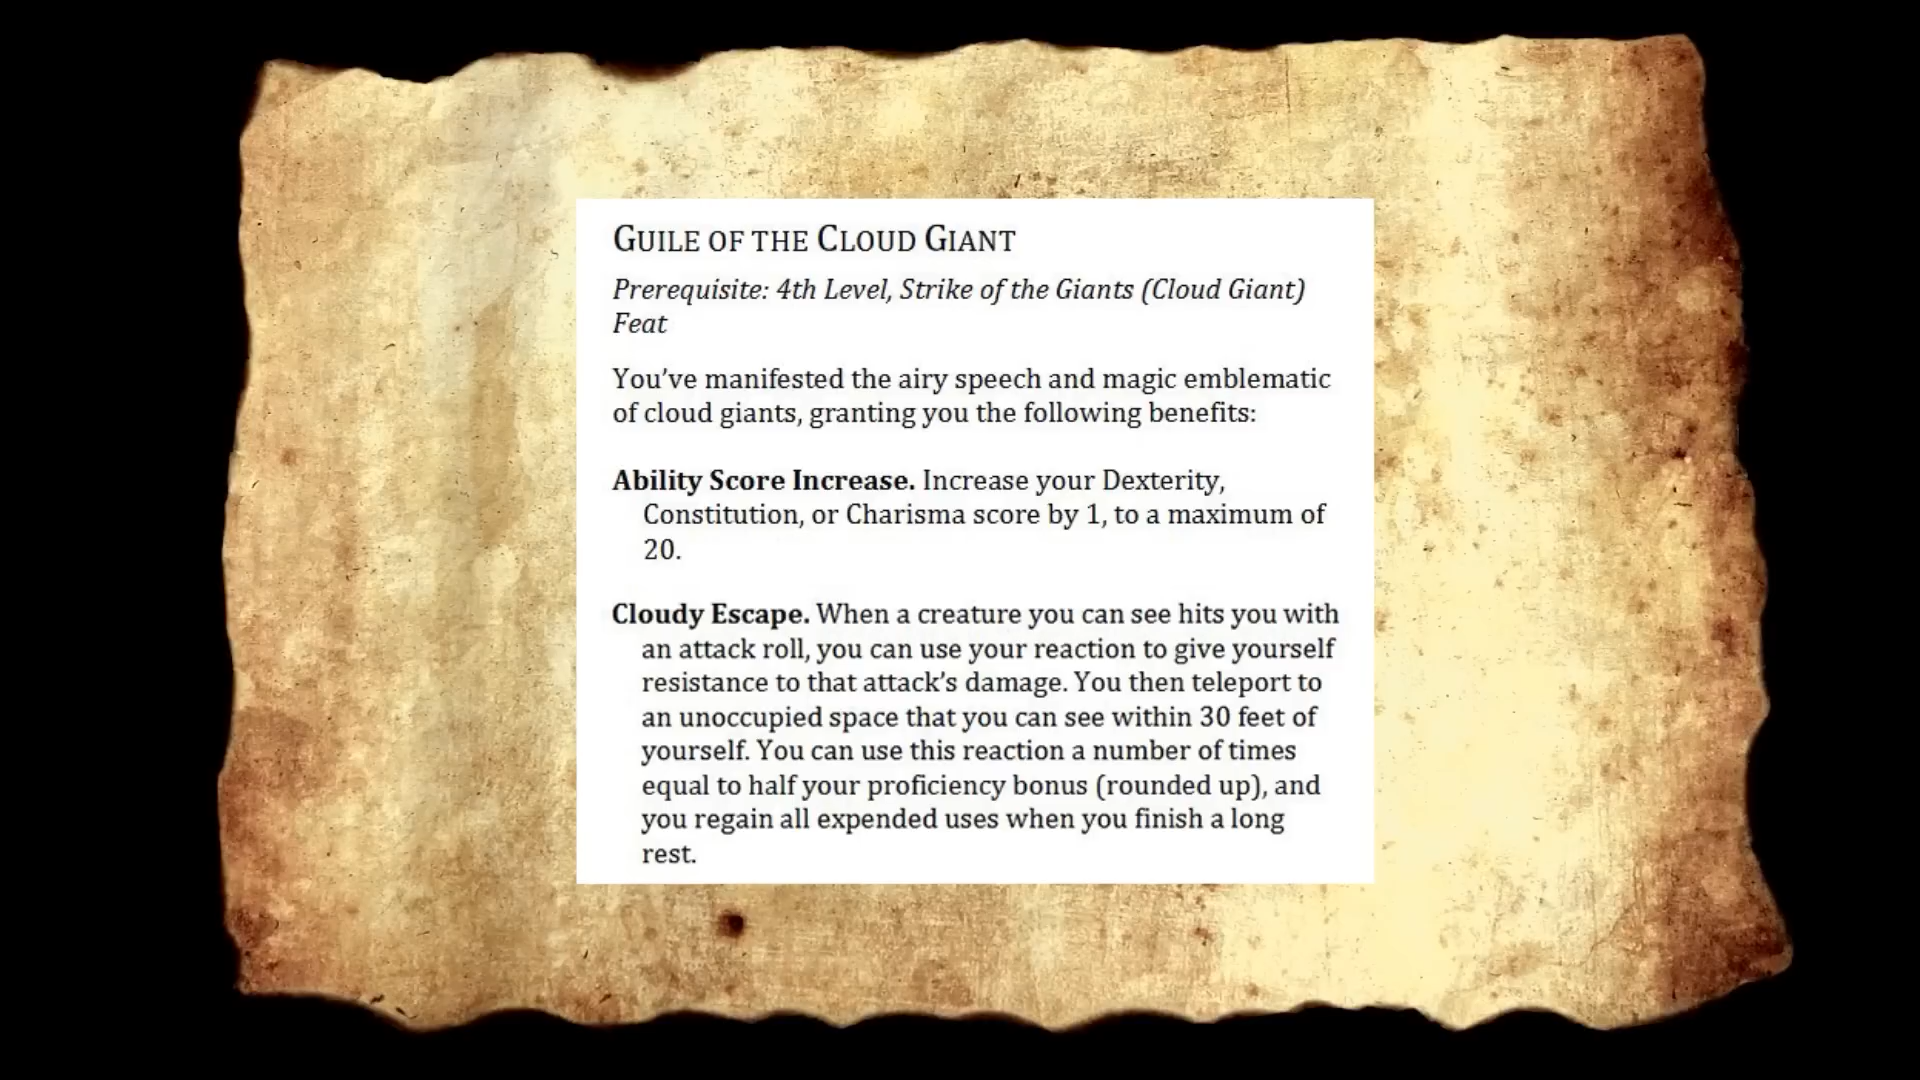 GUILE OF THE CLOUD GIANT
Prerequisite: 4th Level, Strike of the Giants (Cloud Giant)
Feat
You’ve manifested the airy speech and magic emblematic
of cloud giants, granting you the following benefits:
Ability Score Increase. Increase your Dexterity,
Constitution, or Charisma score by 1, to a maximum of
20.
Cloudy Escape. When a creature you can see hits you with
an attack roll, you can use your reaction to give yourself
resistance to that attack’s damage. You then teleport to
an unoccupied space that you can see within 30 feet of
yourself. You can use this reaction a number of times
equal to half your proficiency bonus (rounded up), and
you regain all expended uses when you finish a long
rest.